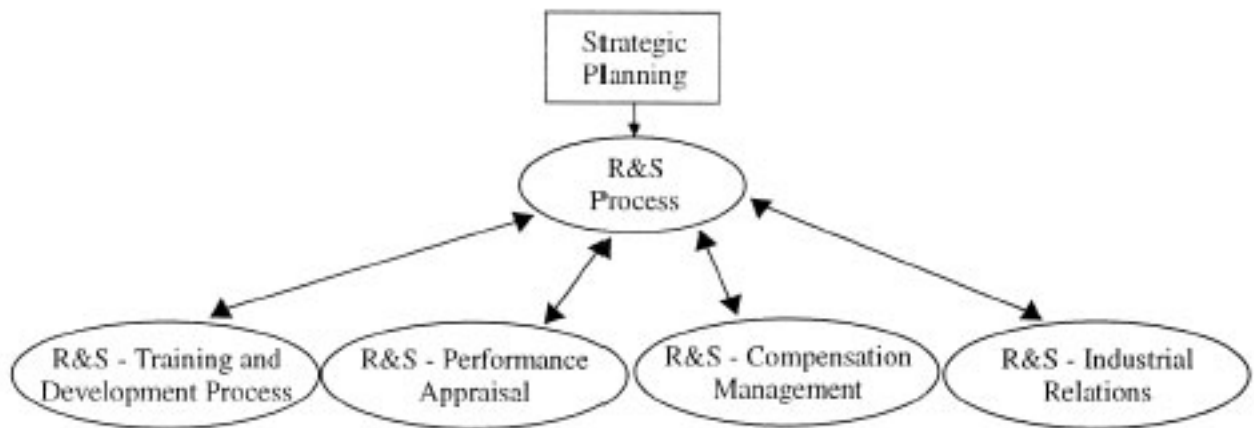 Strategic
Planning
R&S
Process
R&S - Training and
Development Process
R&S - Performance
Appraisal
R&S - Compensation
Management
R&S - Industrial
Relations